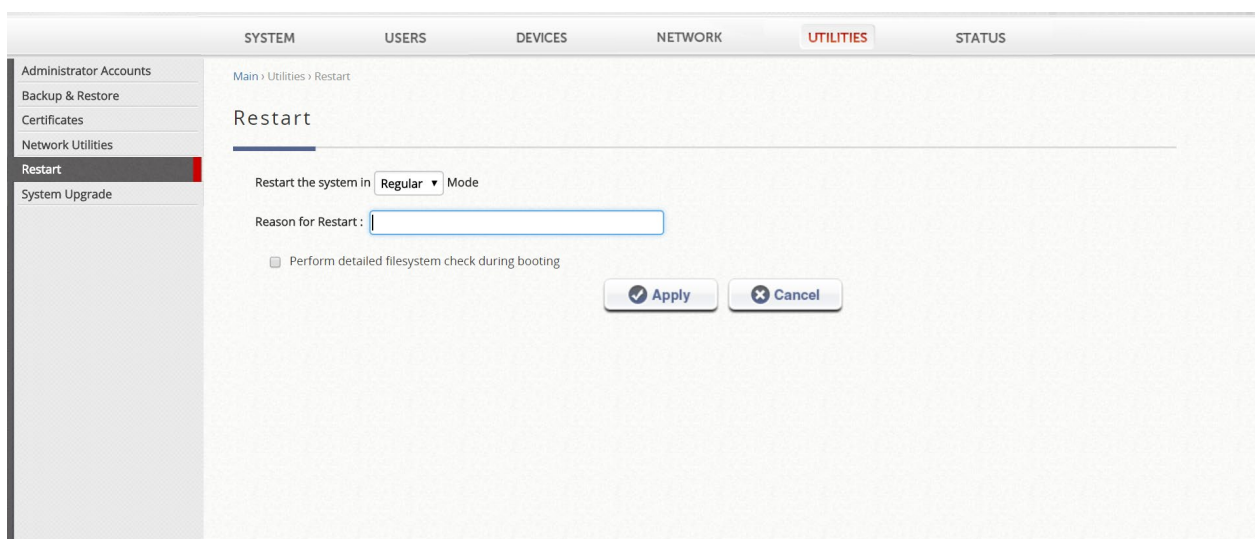 SYSTEM USERS DEVICES NETWORK UTILITIES STATUS
Administrator Accounts
Backup & Restore
Certificates
Network Utilities
Restart
System Upgrade
Main › Utilities › Restart
Restart
Restart the system in Regular ▼ Mode
Reason for Restart :
Perform detailed filesystem check during booting
Apply Cancel